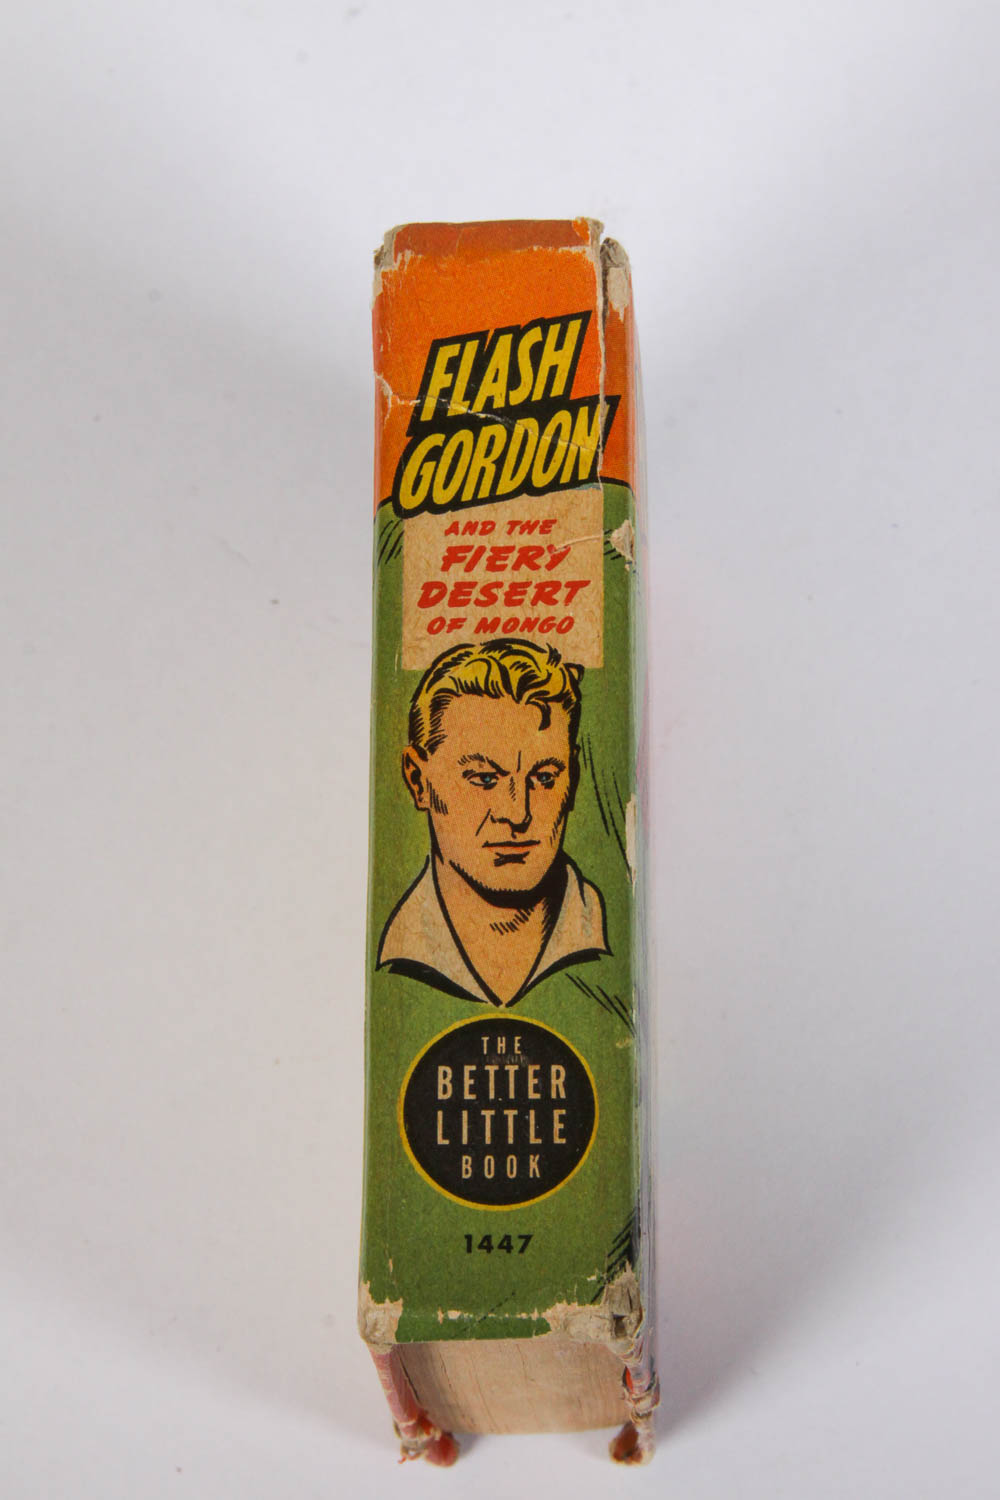 FLASH
GORDON
AND THE
FIERY
DESERT
OF MONGO
THE
BETTER
LITTLE
BOOK
1447